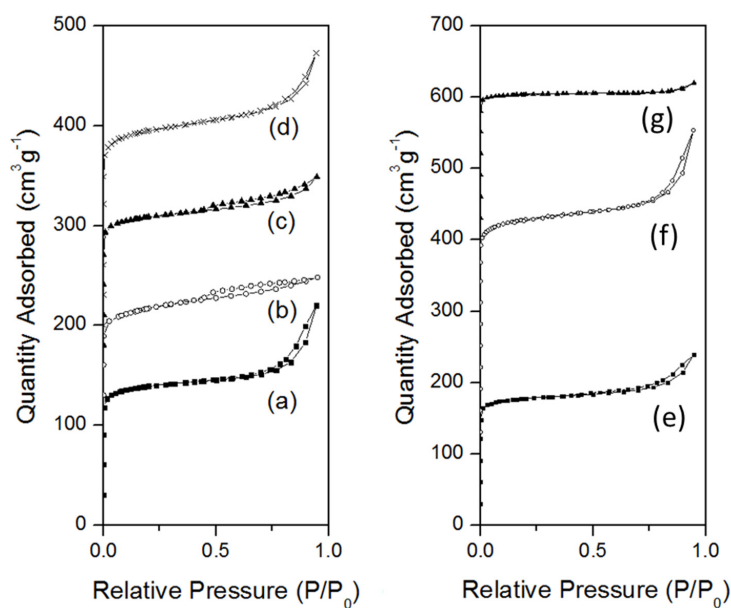 500
400
300
200
100
0
Quantity Adsorbed (cm³g⁻¹)
(d)
(c)
(b)
(a)
0.0 0.5 1.0
Relative Pressure (P/P₀)
700
600
500
400
300
200
100
0
Quantity Adsorbed (cm³g⁻¹)
(g)
(f)
(e)
0.0 0.5 1.0
Relative Pressure (P/P₀)